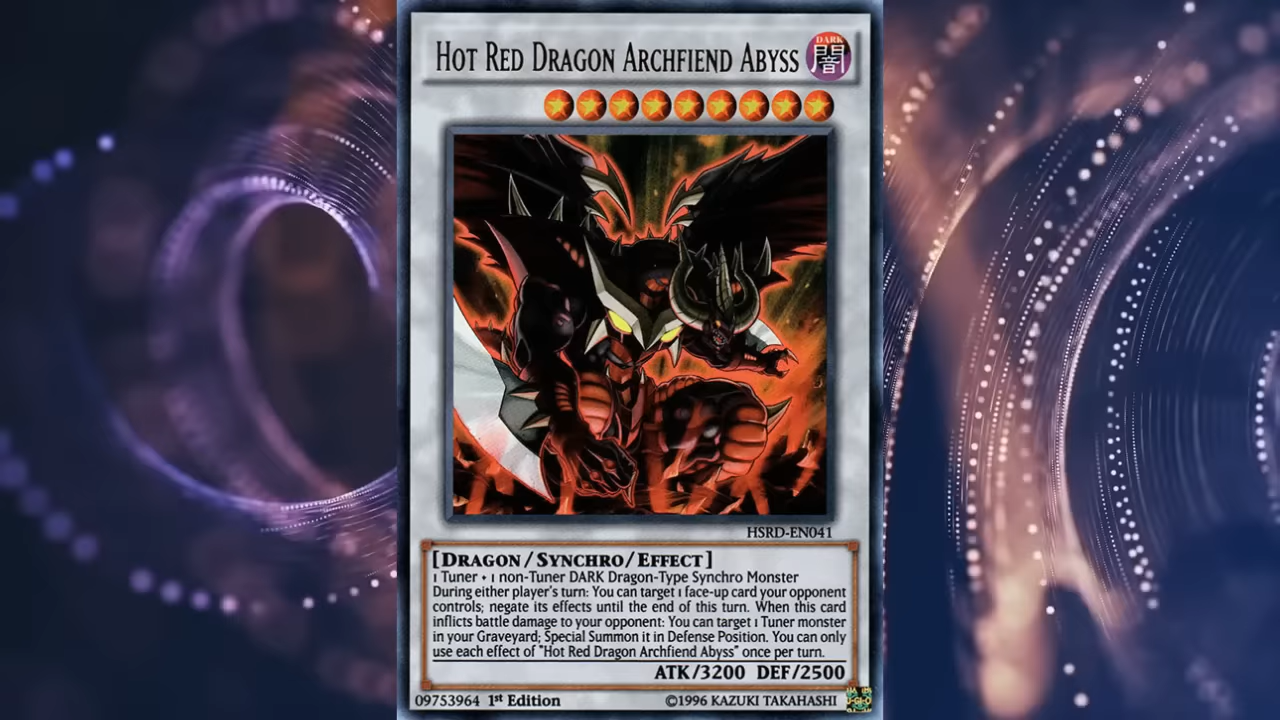 HOT RED DRAGON ARCHFIEND ABYSS
DARK
闇
HSRD-EN041
[DRAGON/SYNCHRO/EFFECT]
1 Tuner + 1 non-Tuner DARK Dragon-Type Synchro Monster
During either player's turn: You can target 1 face-up card your opponent
controls; negate its effects until the end of this turn. When this card
inflicts battle damage to your opponent: You can target 1 Tuner monster
in your Graveyard; Special Summon it in Defense Position. You can only
use each effect of "Hot Red Dragon Archfiend Abyss" once per turn.
ATK/3200 DEF/2500
09753964 1st Edition ©1996 KAZUKI TAKAHASHI